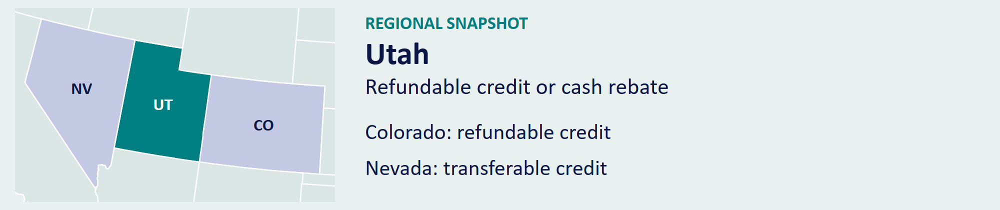 NV
UT
CO
REGIONAL SNAPSHOT
Utah
Refundable credit or cash rebate
Colorado: refundable credit
Nevada: transferable credit